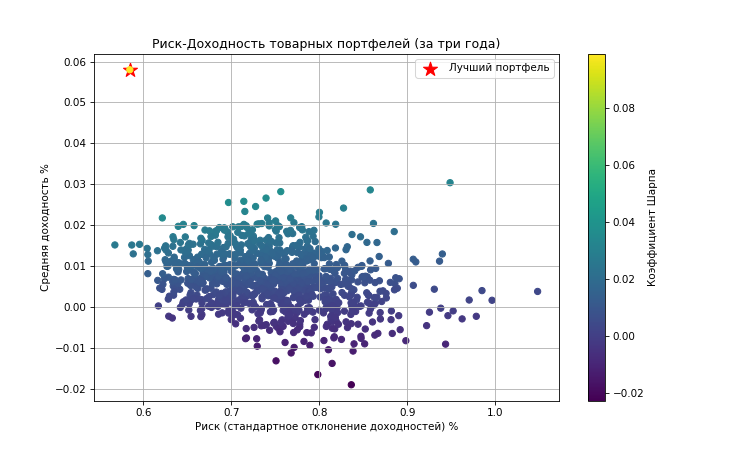 Риск-Доходность товарных портфелей (за три года)
Лучший портфель
Средняя доходность %
0.06
0.05
0.04
0.03
0.02
0.01
0.00
−0.01
−0.02
0.6 0.7 0.8 0.9 1.0
Риск (стандартное отклонение доходностей) %
0.08
0.06
0.04
0.02
0.00
−0.02
Коэффициент Шарпа